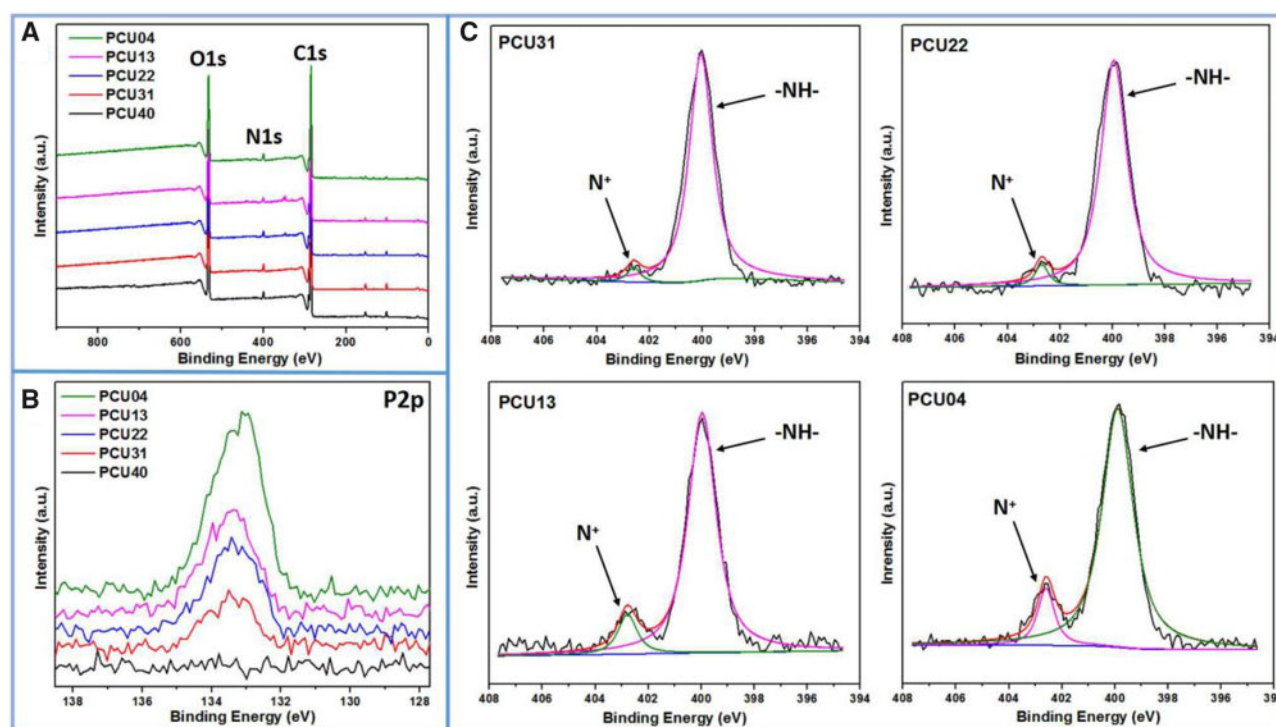 A
PCU04
PCU13
PCU22
PCU31
PCU40
O1s
N1s
C1s
Intensity (a.u.)
800 600 400 200 0
Binding Energy (eV)
B
PCU04
PCU13
PCU22
PCU31
PCU40
P2p
Intensity (a.u.)
138 136 134 132 130 128
Binding Energy (eV)
C
PCU31
-NH-
N+
Intensity (a.u.)
408 406 404 402 400 398 396 394
Binding Energy (eV)
PCU22
-NH-
N+
Intensity (a.u.)
408 406 404 402 400 398 396 394
Binding Energy (eV)
PCU13
-NH-
N+
Intensity (a.u.)
408 406 404 402 400 398 396 394
Binding Energy (eV)
PCU04
-NH-
N+
Inrensity (a.u.)
408 406 404 402 400 398 396 394
Binding Energy (eV)